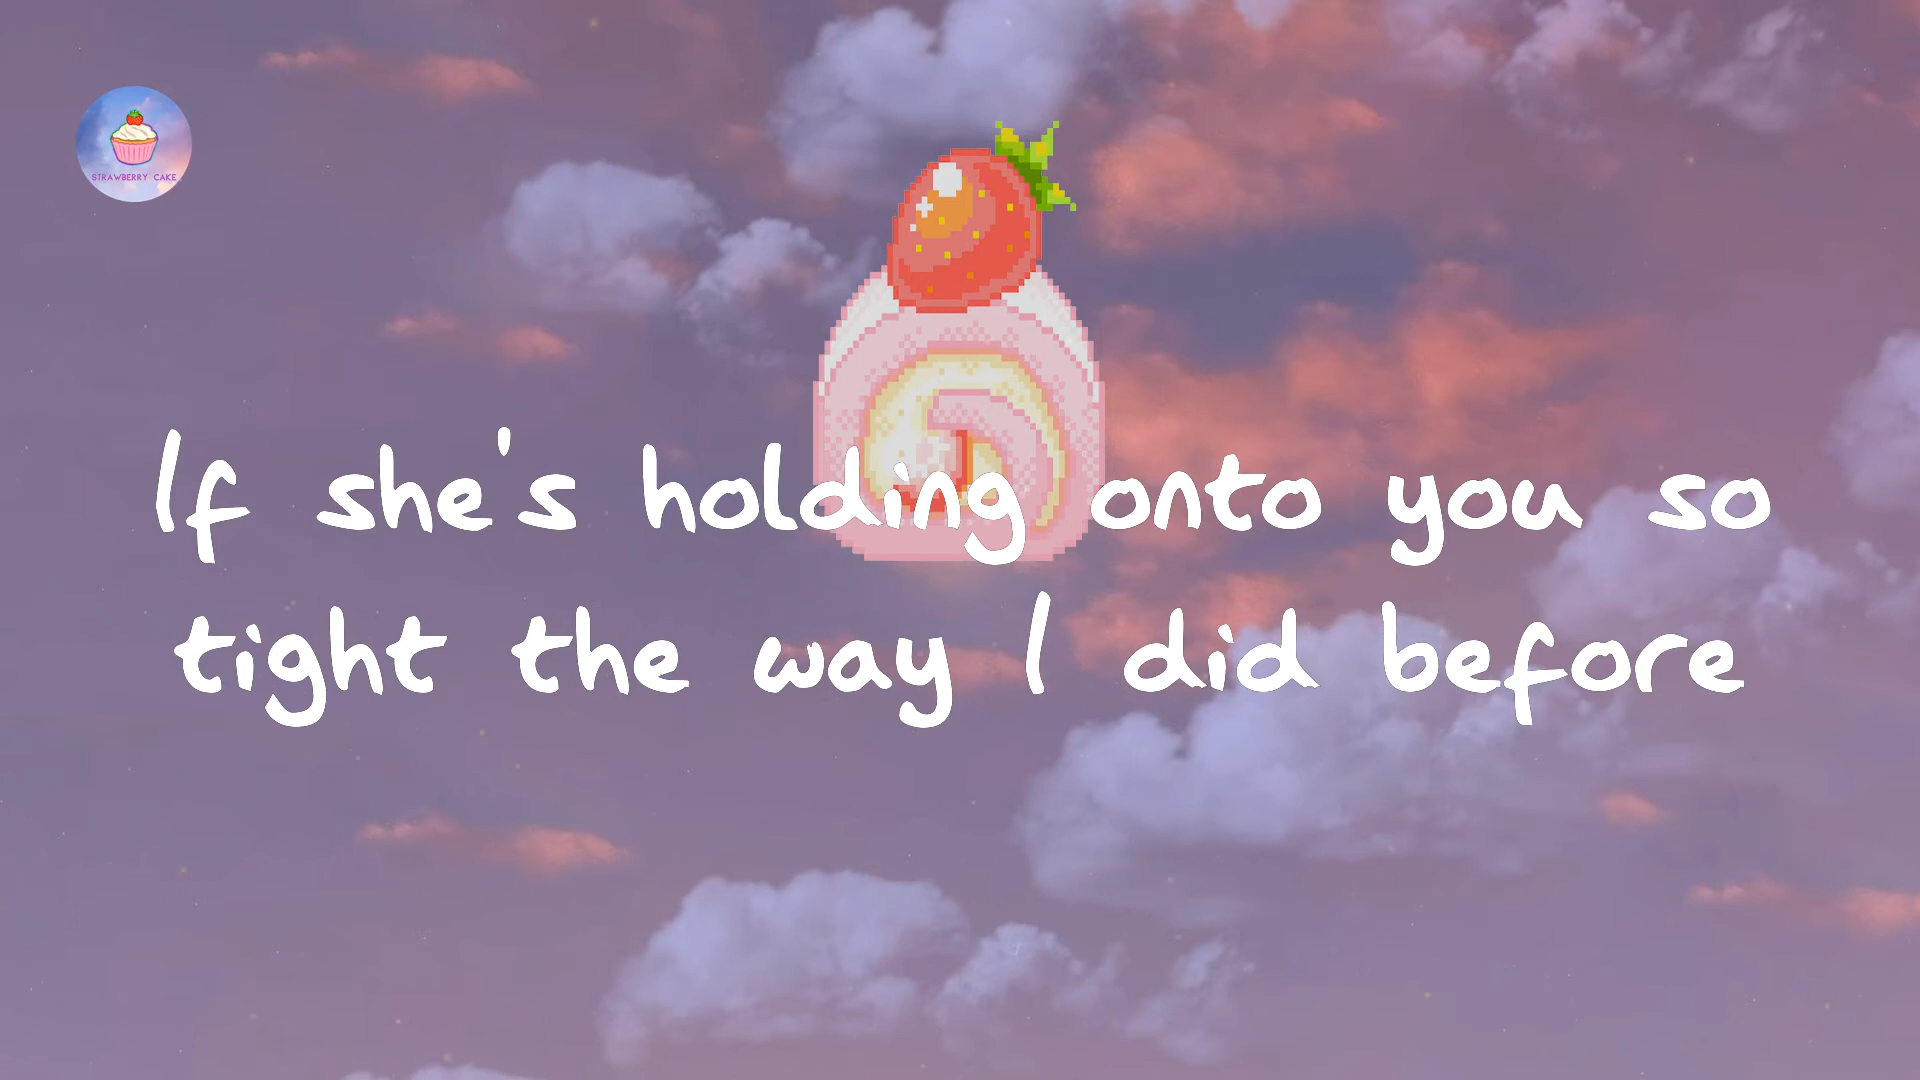 STRAWBERRY CAKE
If she's holding onto you so
tight the way I did before